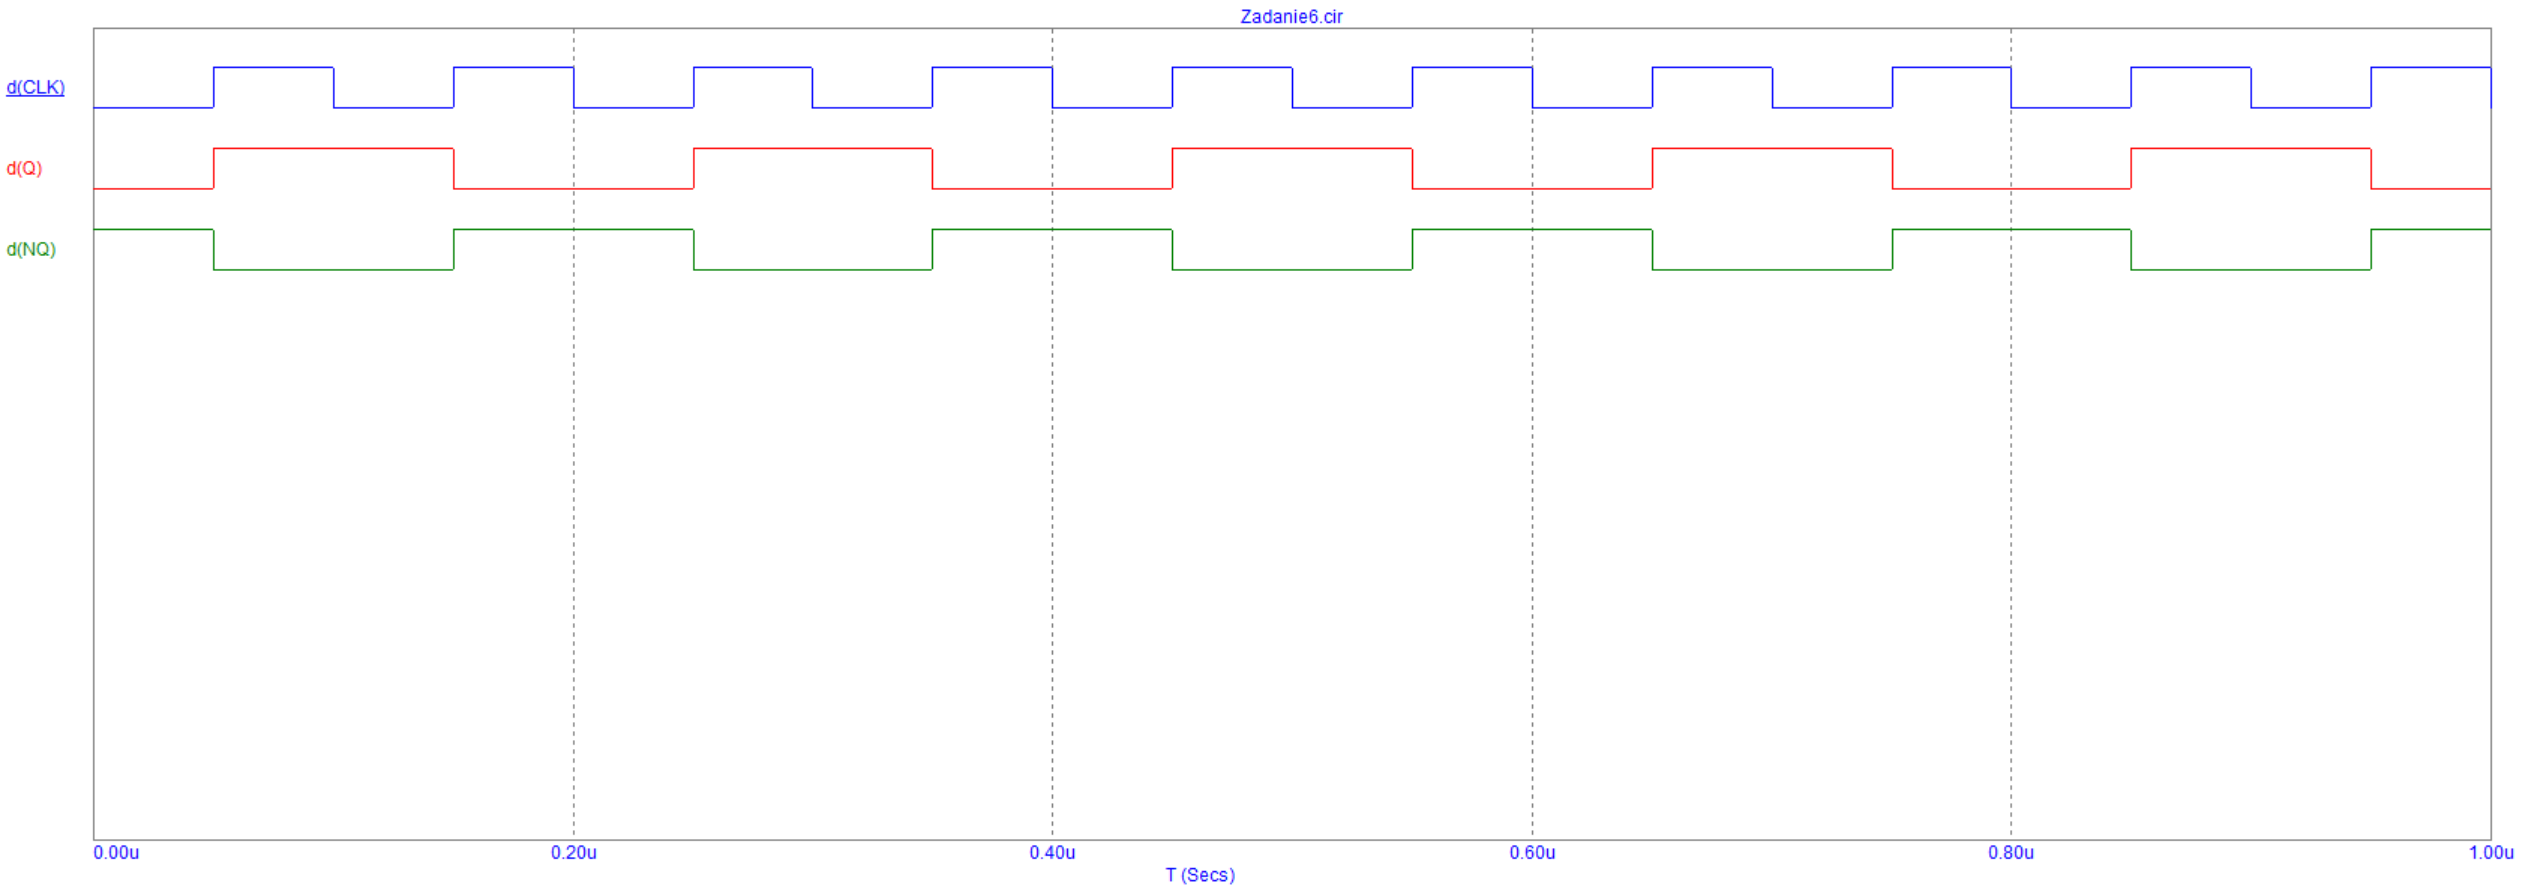 Zadanie6.cir
d(CLK)
d(Q)
d(NQ)
0.00u 0.20u 0.40u 0.60u 0.80u 1.00u
T (Secs)